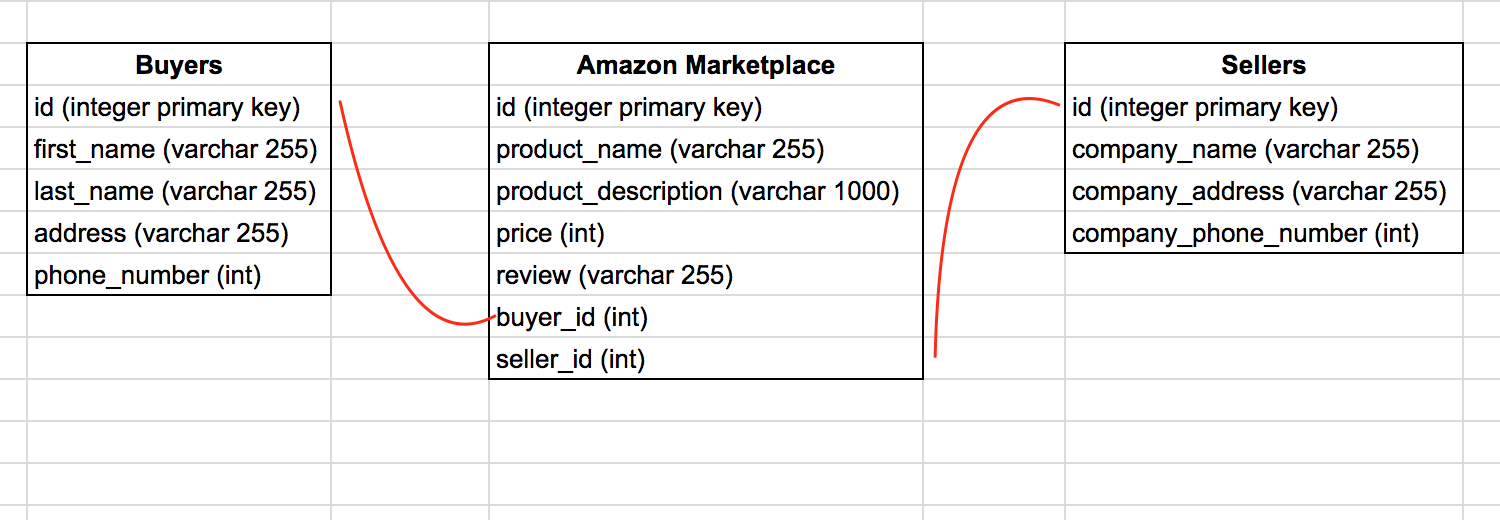 Buyers
id (integer primary key)
first_name (varchar 255)
last_name (varchar 255)
address (varchar 255)
phone_number (int)
Amazon Marketplace
id (integer primary key)
product_name (varchar 255)
product_description (varchar 1000)
price (int)
review (varchar 255)
buyer_id (int)
seller_id (int)
Sellers
id (integer primary key)
company_name (varchar 255)
company_address (varchar 255)
company_phone_number (int)